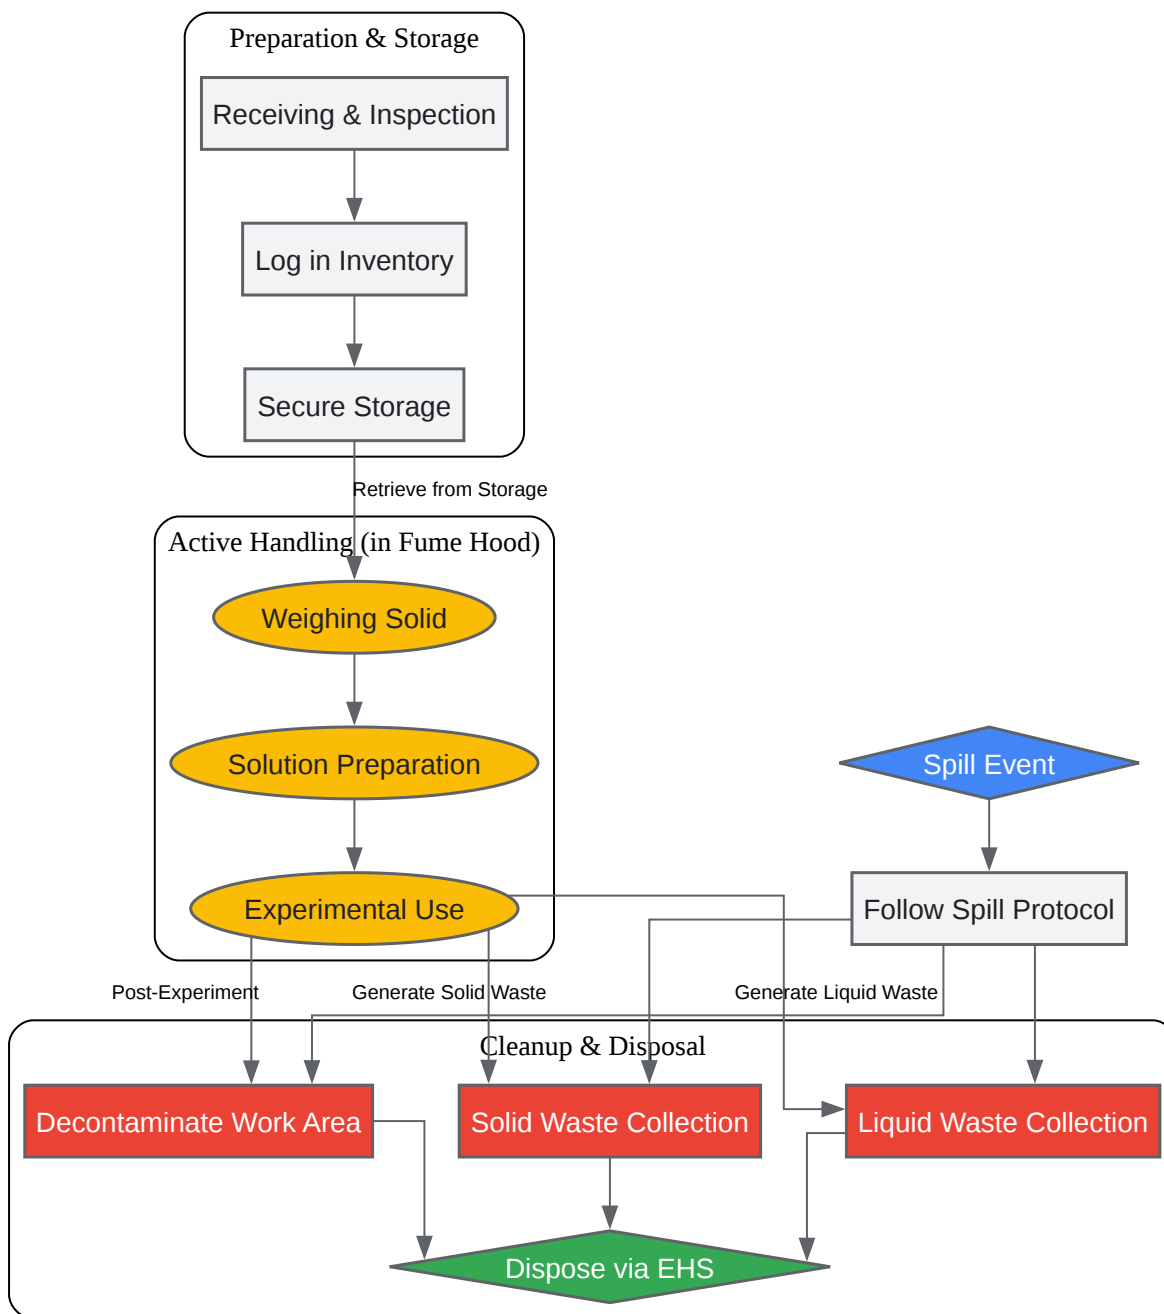 Preparation & Storage
Receiving & Inspection
Log in Inventory
Secure Storage
Retrieve from Storage
Active Handling (in Fume Hood)
Weighing Solid
Solution Preparation
Spill Event
Experimental Use
Follow Spill Protocol
Post-Experiment
Generate Solid Waste
Generate Liquid Waste
Cleanup & Disposal
Decontaminate Work Area
Solid Waste Collection
Liquid Waste Collection
Dispose via EHS